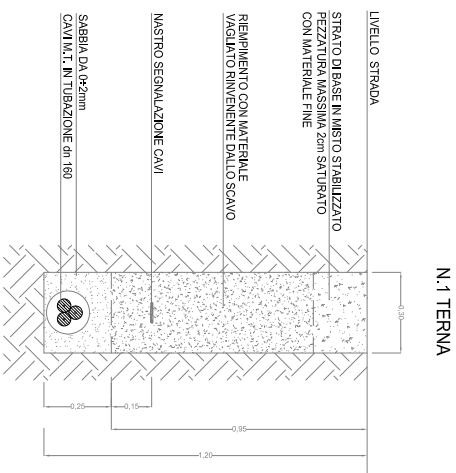 N.1 TERNA
LIVELLO STRADA
STRATO DI BASE IN MISTO STABILIZZATO
PEZZATURA MASSIMA 2cm SATURATO
CON MATERIALE FINE
RIEMPIMENTO CON MATERIALE
VAGLIATO RINVENENTE DALLO SCAVO
NASTRO SEGNALAZIONE CAVI
SABBIA DA 0÷2mm
CAVI M.T. IN TUBAZIONE dn 160
0,30
0,25
0,15
0,95
1,20